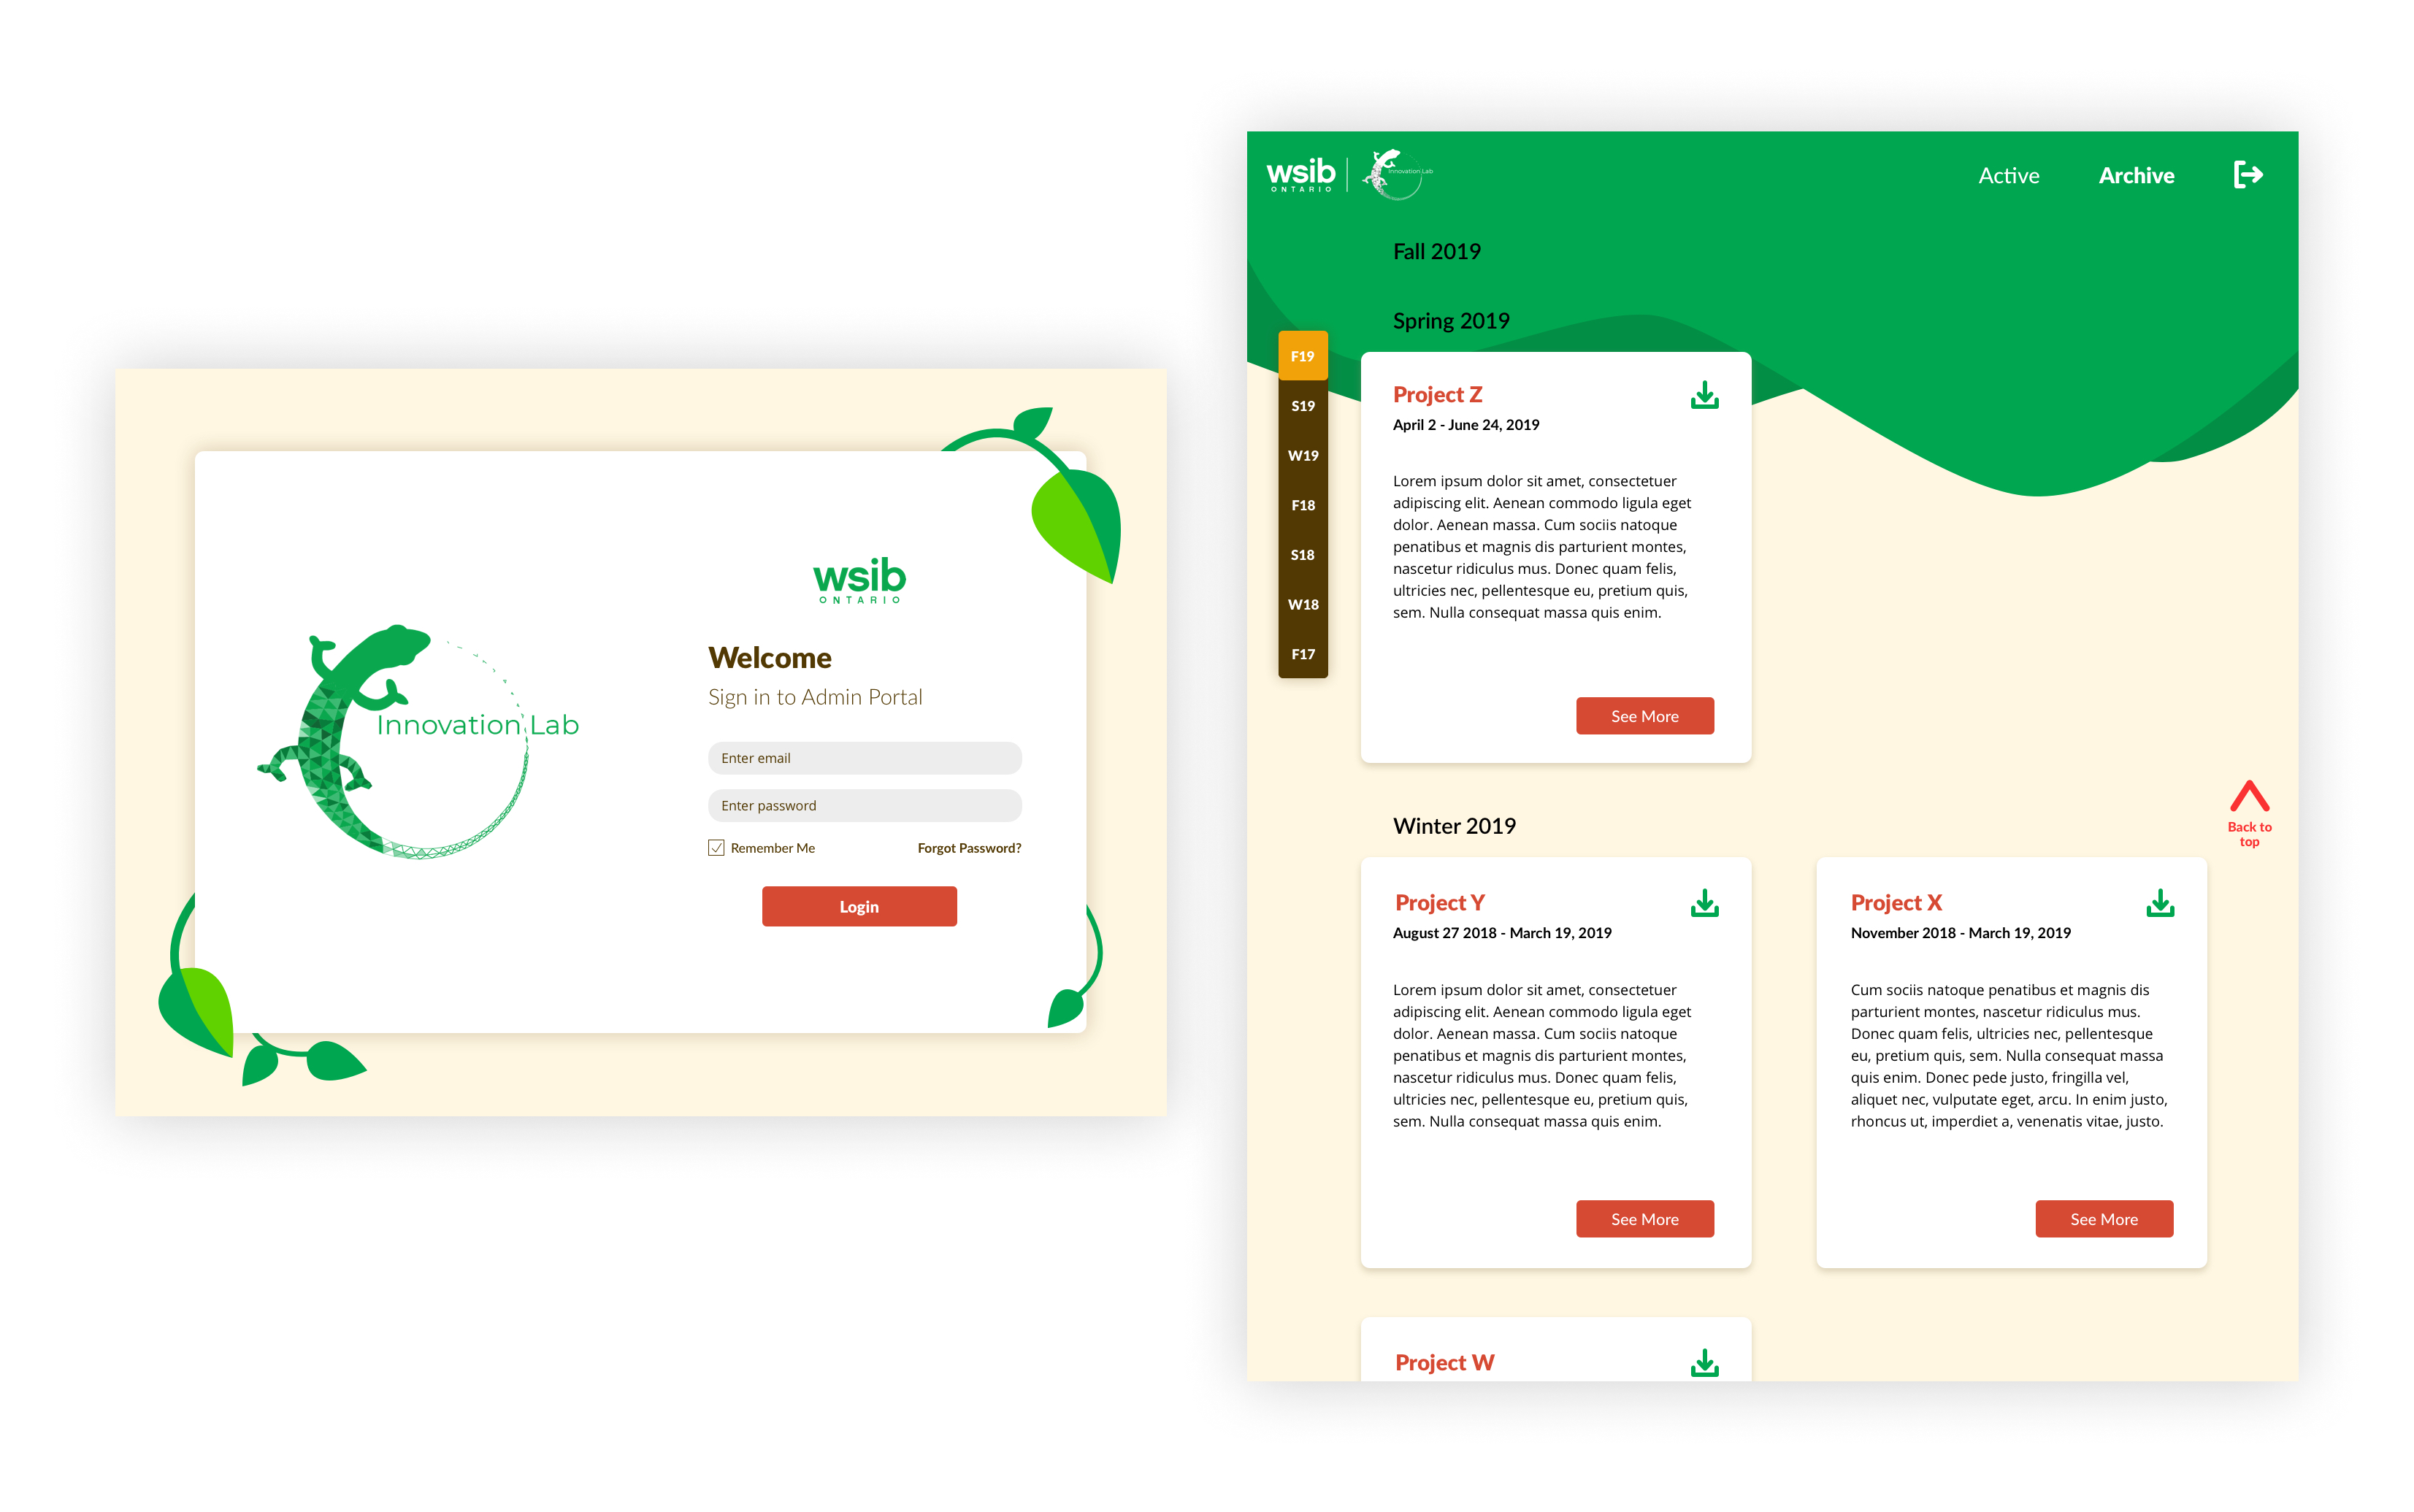 wsib
ONTARIO
Innovation Lab
Welcome
Sign in to Admin Portal
Enter email
Enter password
Remember Me
Forgot Password?
Login
wsib
ONTARIO
Innovation Lab
Active
Archive
Fall 2019
Spring 2019
F19
S19
W19
F18
S18
W18
F17
Project Z
April 2 - June 24, 2019
Lorem ipsum dolor sit amet, consectetuer
adipiscing elit. Aenean commodo ligula eget
dolor. Aenean massa. Cum sociis natoque
penatibus et magnis dis parturient montes,
nascetur ridiculus mus. Donec quam felis,
ultricies nec, pellentesque eu, pretium quis,
sem. Nulla consequat massa quis enim.
See More
Back to
top
Winter 2019
Project Y
August 27 2018 - March 19, 2019
Lorem ipsum dolor sit amet, consectetuer
adipiscing elit. Aenean commodo ligula eget
dolor. Aenean massa. Cum sociis natoque
penatibus et magnis dis parturient montes,
nascetur ridiculus mus. Donec quam felis,
ultricies nec, pellentesque eu, pretium quis,
sem. Nulla consequat massa quis enim.
See More
Project X
November 2018 - March 19, 2019
Cum sociis natoque penatibus et magnis dis
parturient montes, nascetur ridiculus mus.
Donec quam felis, ultricies nec, pellentesque
eu, pretium quis, sem. Nulla consequat massa
quis enim. Donec pede justo, fringilla vel,
aliquet nec, vulputate eget, arcu. In enim justo,
rhoncus ut, imperdiet a, venenatis vitae, justo.
See More
Project W